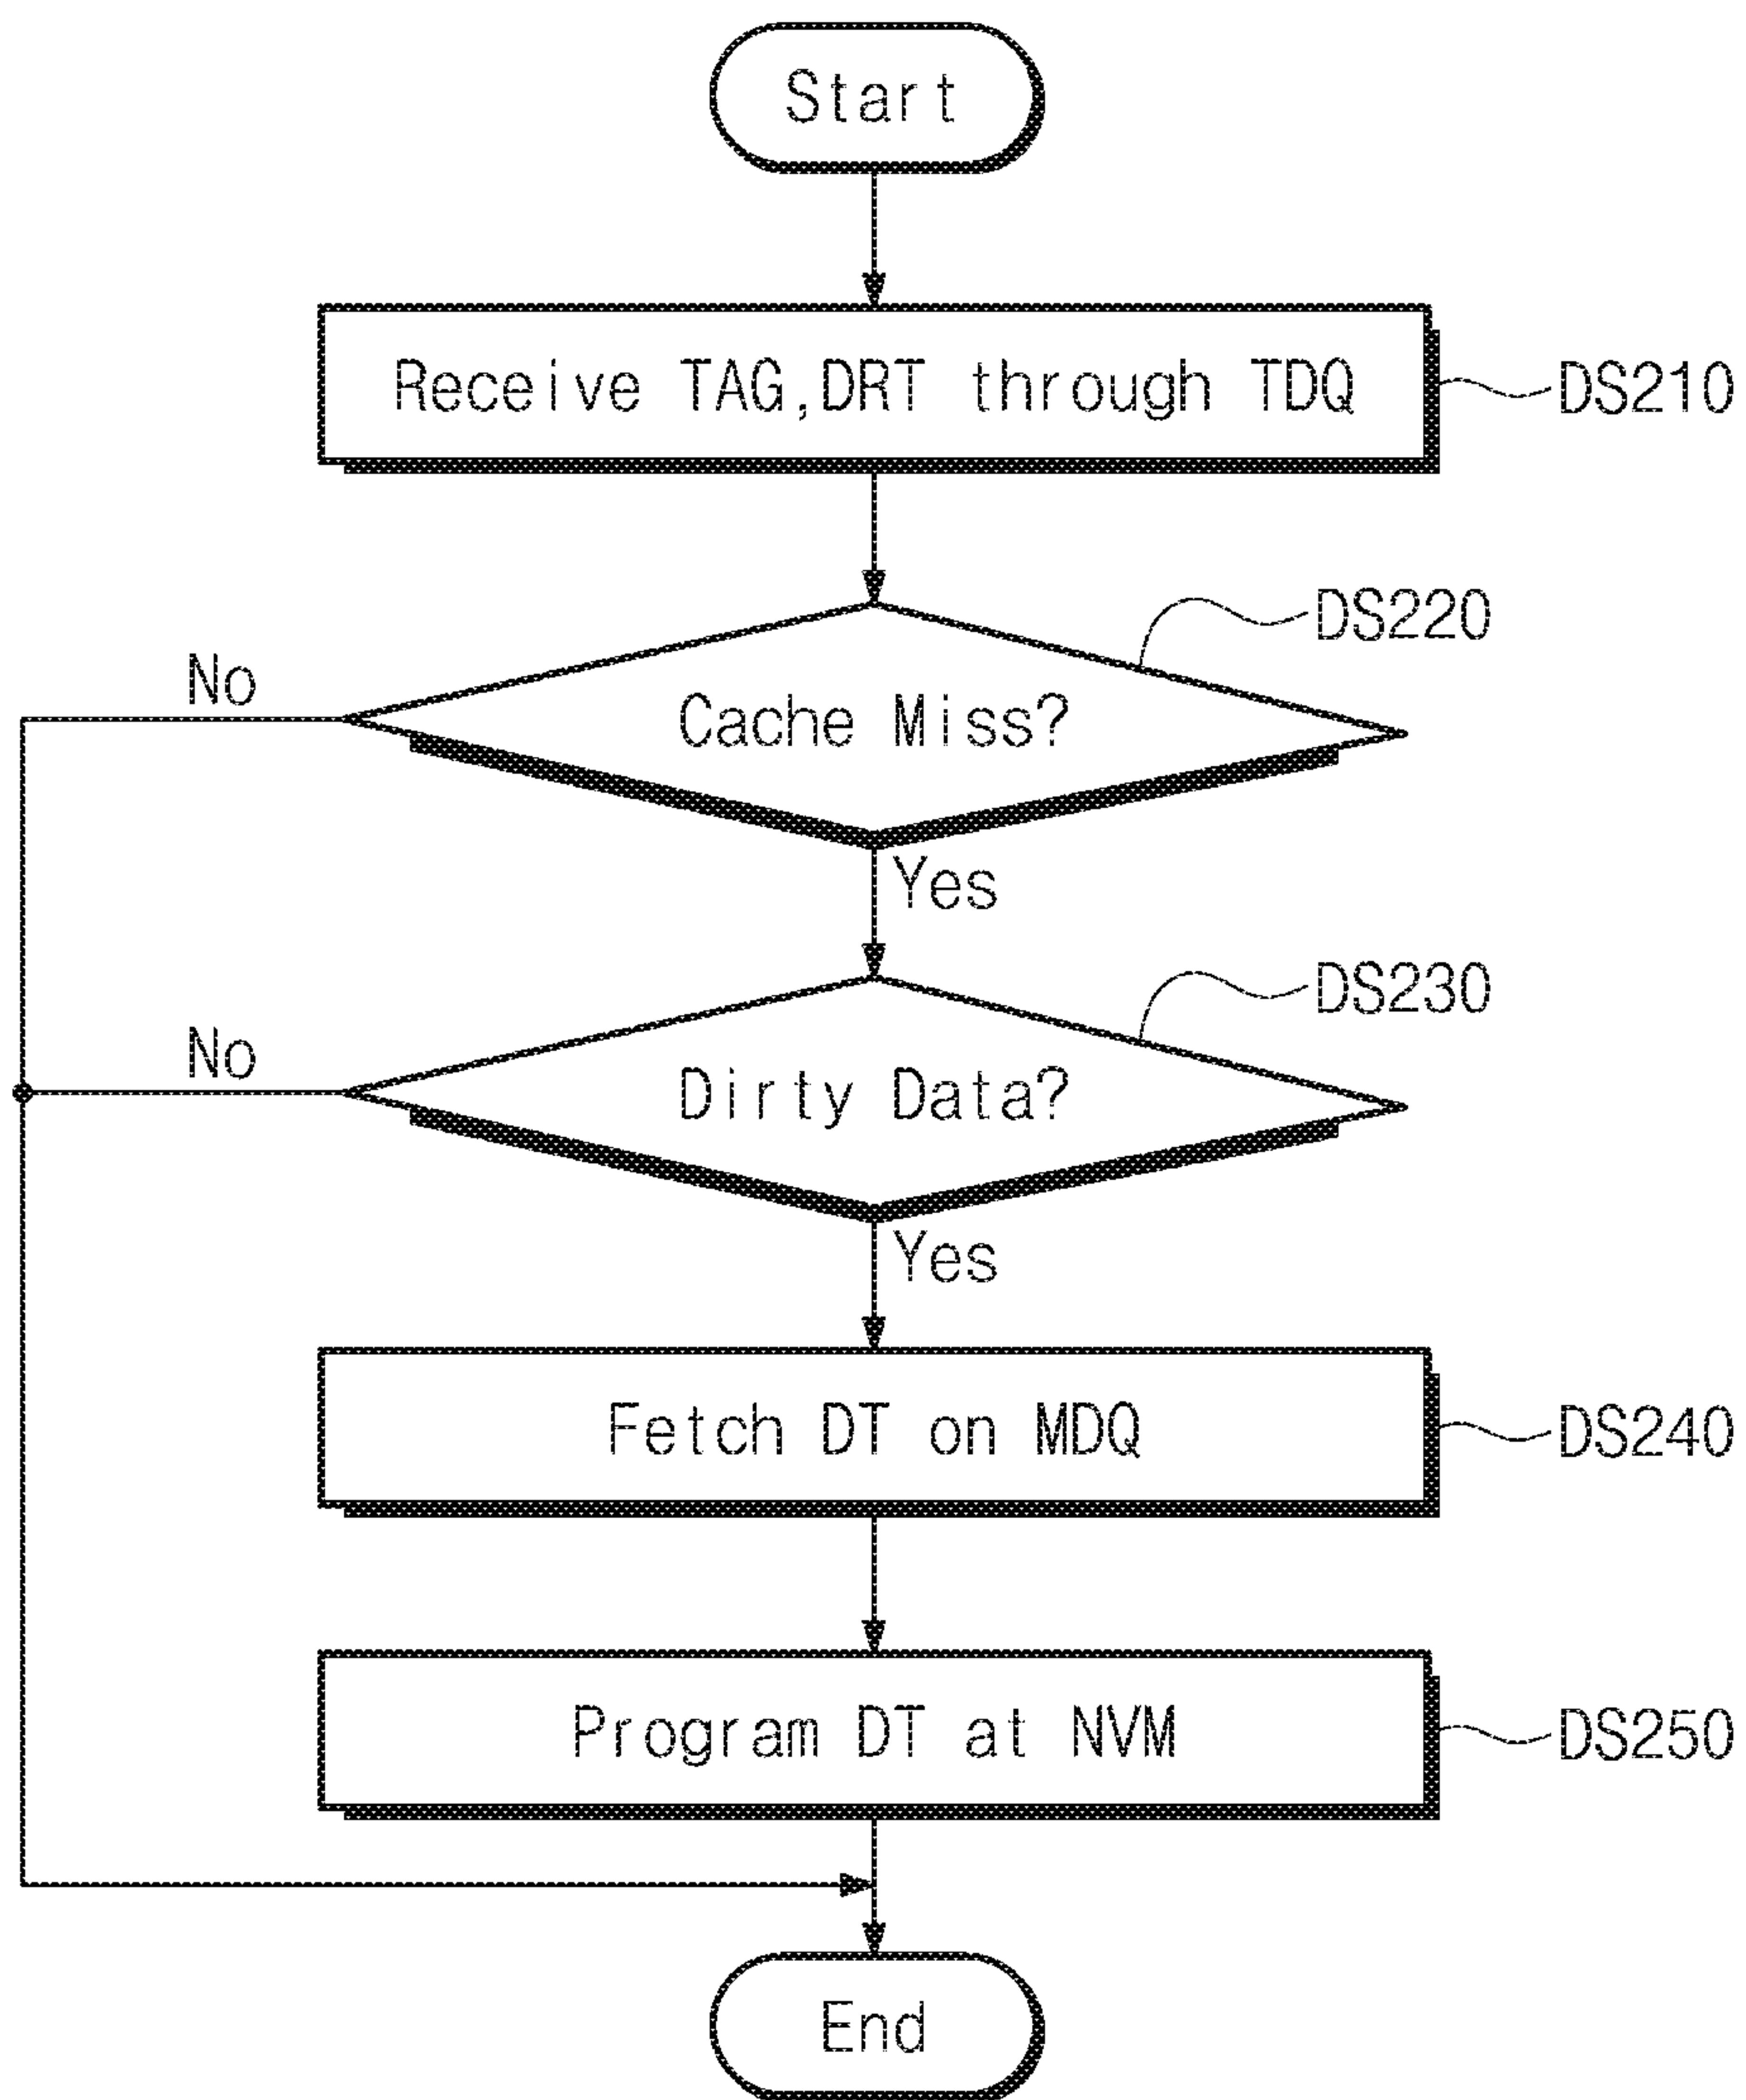 Start
Receive TAG,DRT through TDQ
DS210
DS220
No
Cache Miss?
Yes
DS230
No
Dirty Data?
Yes
Fetch DT on MDQ
DS240
Program DT at NVM
DS250
End